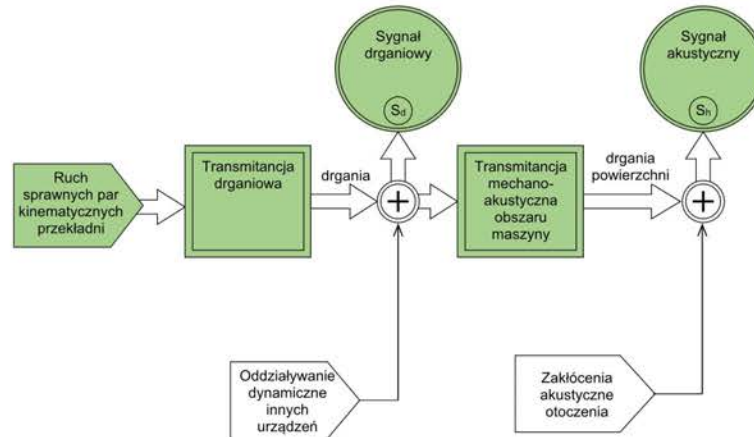 Sygnał
drganiowy
Sd
Sygnał
akustyczny
Sh
Ruch
sprawnych par
kinematycznych
przekładni
Transmitancja
drganiowa
drgania
+
Transmitancja
mechano-
akustyczna
obszaru
maszyny
drgania
powierzchni
+
Oddziaływanie
dynamiczne
innych
urządzeń
Zakłócenia
akustyczne
otoczenia